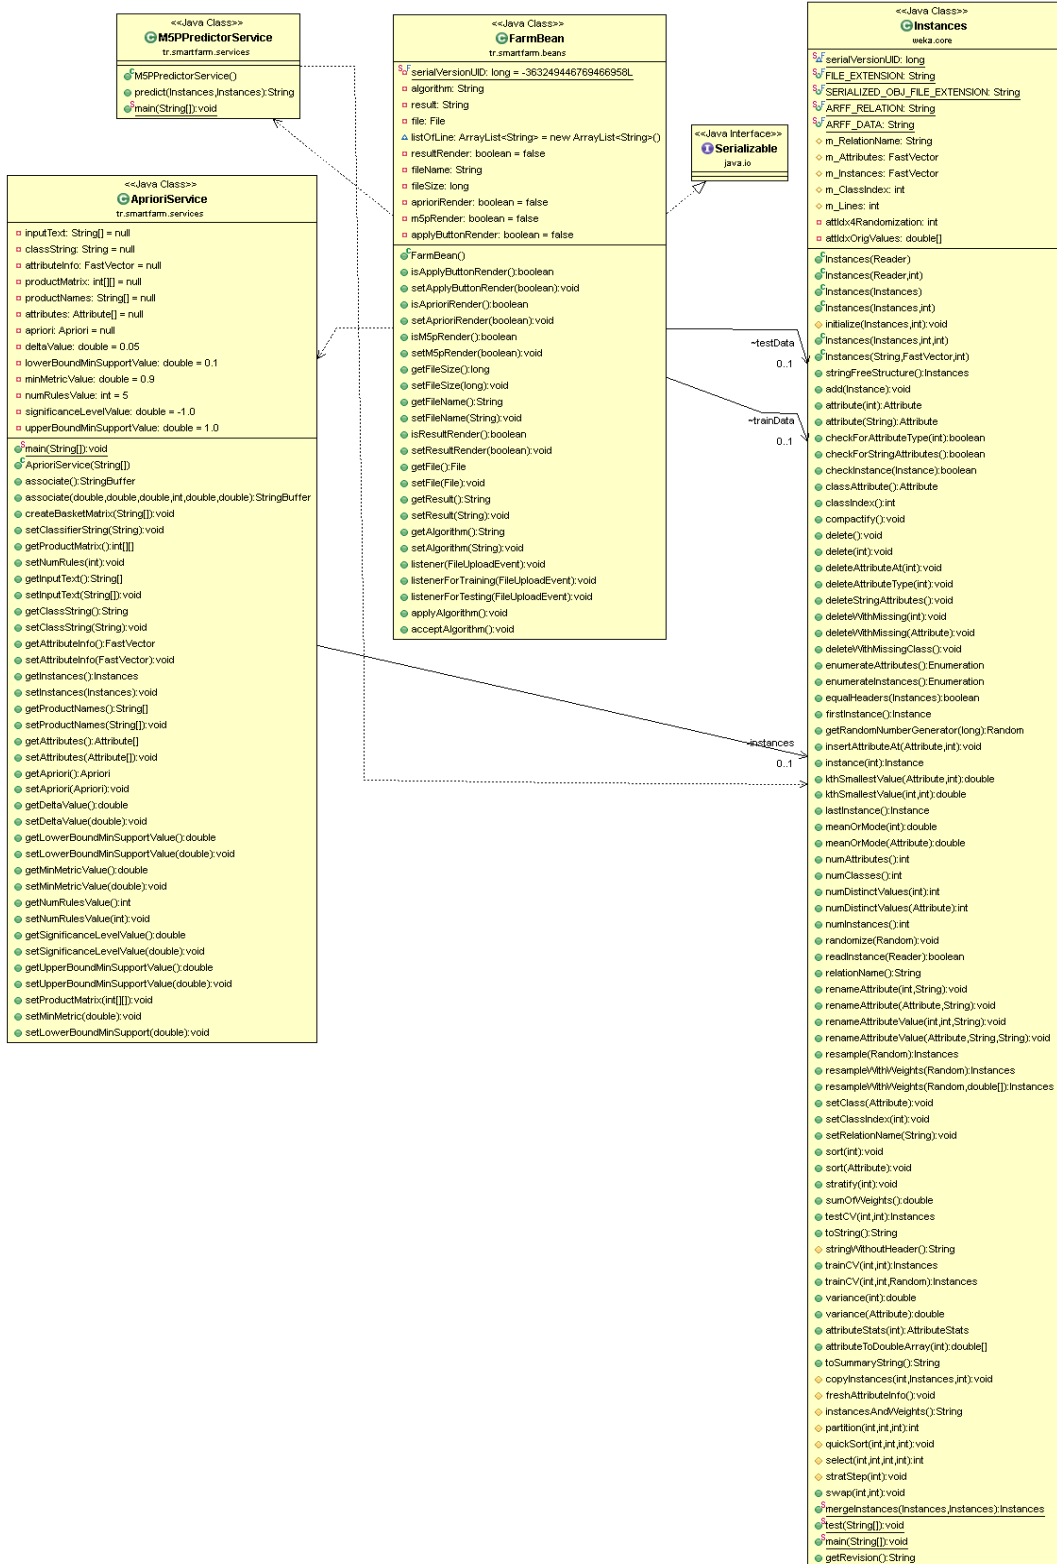 <<Java Class>>
M5PPredictorService
tr.smartfarm.services
M5PPredictorService()
predict(Instances,Instances):String
main(String[]):void
<<Java Class>>
FarmBean
tr.smartfarm.beans
serialVersionUID: long = -363249446769466958L
algorithm: String
result: String
file: File
listOfLine: ArrayList<String> = new ArrayList<String>()
resultRender: boolean = false
fileName: String
fileSize: long
aprioriRender: boolean = false
m5pRender: boolean = false
applyButtonRender: boolean = false
FarmBean()
isApplyButtonRender():boolean
setApplyButtonRender(boolean):void
isAprioriRender():boolean
setAprioriRender(boolean):void
isM5pRender():boolean
setM5pRender(boolean):void
getFileSize():long
setFileSize(long):void
getFileName():String
setFileName(String):void
isResultRender():boolean
setResultRender(boolean):void
getFile():File
setFile(File):void
getResult():String
setResult(String):void
getAlgorithm():String
setAlgorithm(String):void
listener(FileUploadEvent):void
listenerForTraining(FileUploadEvent):void
listenerForTesting(FileUploadEvent):void
applyAlgorithm():void
acceptAlgorithm():void
<<Java Interface>>
Serializable
java.io
<<Java Class>>
AprioriService
tr.smartfarm.services
inputText: String[] = null
classString: String = null
attributeInfo: FastVector = null
productMatrix: int[][] = null
productNames: String[] = null
attributes: Attribute[] = null
apriori: Apriori = null
deltaValue: double = 0.05
lowerBoundMinSupportValue: double = 0.1
minMetricValue: double = 0.9
numRulesValue: int = 5
significanceLevelValue: double = -1.0
upperBoundMinSupportValue: double = 1.0
main(String[]):void
AprioriService(String[])
associate():StringBuffer
associate(double,double,double,int,double,double):StringBuffer
createBasketMatrix(String[]):void
setClassifierString(String):void
getProductMatrix():int[][]
setNumRules(int):void
getInputText():String[]
setInputText(String[]):void
getClassString():String
setClassString(String):void
getAttributeInfo():FastVector
setAttributeInfo(FastVector):void
getInstances():Instances
setInstances(Instances):void
getProductNames():String[]
setProductNames(String[]):void
getAttributes():Attribute[]
setAttributes(Attribute[]):void
getApriori():Apriori
setApriori(Apriori):void
getDeltaValue():double
setDeltaValue(double):void
getLowerBoundMinSupportValue():double
setLowerBoundMinSupportValue(double):void
getMinMetricValue():double
setMinMetricValue(double):void
getNumRulesValue():int
setNumRulesValue(int):void
getSignificanceLevelValue():double
setSignificanceLevelValue(double):void
getUpperBoundMinSupportValue():double
setUpperBoundMinSupportValue(double):void
setProductMatrix(int[][]):void
setMinMetric(double):void
setLowerBoundMinSupport(double):void
~testData
0..1
~trainData
0..1
-instances
0..1
<<Java Class>>
Instances
weka.core
serialVersionUID: long
FILE_EXTENSION: String
SERIALIZED_OBJ_FILE_EXTENSION: String
ARFF_RELATION: String
ARFF_DATA: String
m_RelationName: String
m_Attributes: FastVector
m_Instances: FastVector
m_ClassIndex: int
m_Lines: int
attIdx4Randomization: int
attIdxOrigValues: double[]
Instances(Reader)
Instances(Reader,int)
Instances(Instances)
Instances(Instances,int)
initialize(Instances,int):void
Instances(Instances,int,int)
Instances(String,FastVector,int)
stringFreeStructure():Instances
add(Instance):void
attribute(int):Attribute
attribute(String):Attribute
checkForAttributeType(int):boolean
checkForStringAttributes():boolean
checkInstance(Instance):boolean
classAttribute():Attribute
classIndex():int
compactify():void
delete():void
delete(int):void
deleteAttributeAt(int):void
deleteAttributeType(int):void
deleteStringAttributes():void
deleteWithMissing(int):void
deleteWithMissing(Attribute):void
deleteWithMissingClass():void
enumerateAttributes():Enumeration
enumerateInstances():Enumeration
equalHeaders(Instances):boolean
firstInstance():Instance
getRandomNumberGenerator(long):Random
insertAttributeAt(Attribute,int):void
instance(int):Instance
kthSmallestValue(Attribute,int):double
kthSmallestValue(int,int):double
lastInstance():Instance
meanOrMode(int):double
meanOrMode(Attribute):double
numAttributes():int
numClasses():int
numDistinctValues(int):int
numDistinctValues(Attribute):int
numInstances():int
randomize(Random):void
readInstance(Reader):boolean
relationName():String
renameAttribute(int,String):void
renameAttribute(Attribute,String):void
renameAttributeValue(int,int,String):void
renameAttributeValue(Attribute,String,String):void
resample(Random):Instances
resampleWithWeights(Random):Instances
resampleWithWeights(Random,double[]):Instances
setClass(Attribute):void
setClassIndex(int):void
setRelationName(String):void
sort(int):void
sort(Attribute):void
stratify(int):void
sumOfWeights():double
testCV(int,int):Instances
toString():String
stringWithoutHeader():String
trainCV(int,int):Instances
trainCV(int,int,Random):Instances
variance(int):double
variance(Attribute):double
attributeStats(int):AttributeStats
attributeToDoubleArray(int):double[]
toSummaryString():String
copyInstances(int,Instances,int):void
freshAttributeInfo():void
instancesAndWeights():String
partition(int,int,int):int
quickSort(int,int,int):void
select(int,int,int,int):int
stratStep(int):void
swap(int,int):void
mergeInstances(Instances,Instances):Instances
test(String[]):void
main(String[]):void
getRevision():String